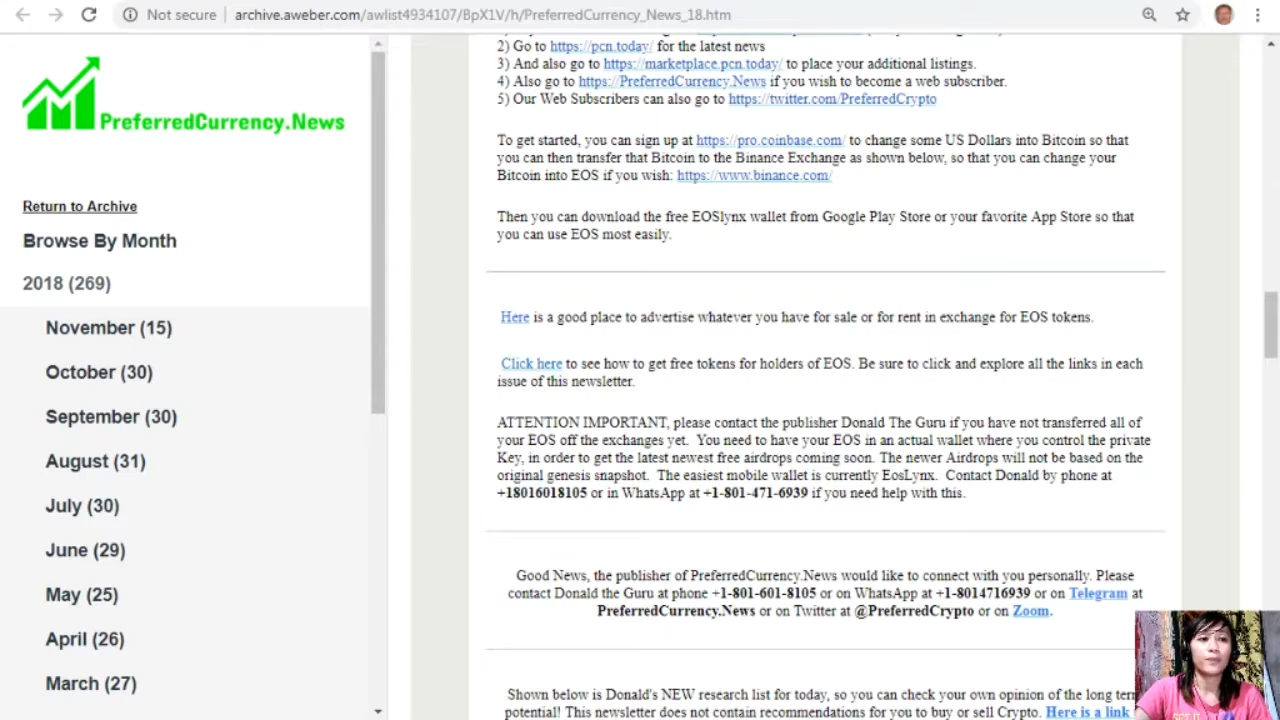 Not secure | archive.aweber.com/awlist4934107/BpX1V/h/PreferredCurrency_News_18.htm
PreferredCurrency.News
Return to Archive
Browse By Month
2018 (269)
November (15)
October (30)
September (30)
August (31)
July (30)
June (29)
May (25)
April (26)
March (27)
2) Go to https://pcn.today/ for the latest news
3) And also go to https://marketplace.pcn.today/ to place your additional listings.
4) Also go to https://PreferredCurrency.News if you wish to become a web subscriber.
5) Our Web Subscribers can also go to https://twitter.com/PreferredCrypto
To get started, you can sign up at https://pro.coinbase.com/ to change some US Dollars into Bitcoin so that
you can then transfer that Bitcoin to the Binance Exchange as shown below, so that you can change your
Bitcoin into EOS if you wish: https://www.binance.com/
Then you can download the free EOSlynx wallet from Google Play Store or your favorite App Store so that
you can use EOS most easily.
Here is a good place to advertise whatever you have for sale or for rent in exchange for EOS tokens.
Click here to see how to get free tokens for holders of EOS. Be sure to click and explore all the links in each
issue of this newsletter.
ATTENTION IMPORTANT, please contact the publisher Donald The Guru if you have not transferred all of
your EOS off the exchanges yet. You need to have your EOS in an actual wallet where you control the private
Key, in order to get the latest newest free airdrops coming soon. The newer Airdrops will not be based on the
original genesis snapshot. The easiest mobile wallet is currently EosLynx. Contact Donald by phone at
+18016018105 or in WhatsApp at +1-801-471-6939 if you need help with this.
Good News, the publisher of PreferredCurrency.News would like to connect with you personally. Please
contact Donald the Guru at phone +1-801-601-8105 or on WhatsApp at +1-8014716939 or on Telegram at
PreferredCurrency.News or on Twitter at @PreferredCrypto or on Zoom.
Shown below is Donald's NEW research list for today, so you can check your own opinion of the long
potential! This newsletter does not contain recommendations for you to buy or sell Crypto. Here is a link